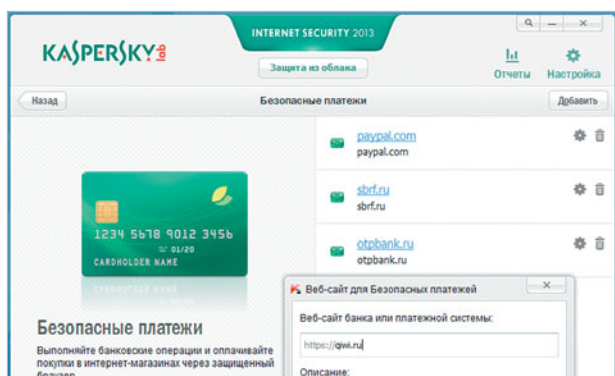 KASPERSKY lab
INTERNET SECURITY 2013
Защита из облака
Отчеты
Настройка
Назад
Безопасные платежи
Добавить
paypal.com
paypal.com
sbrf.ru
sbrf.ru
otpbank.ru
otpbank.ru
1234 5678 9012 3456
01/20
CARDHOLDER NAME
Безопасные платежи
Выполняйте банковские операции и оплачивайте
покупки в интернет-магазинах через защищенный
браузер
Веб-сайт для Безопасных платежей
Веб-сайт банка или платежной системы:
https://qiwi.ru
Описание: